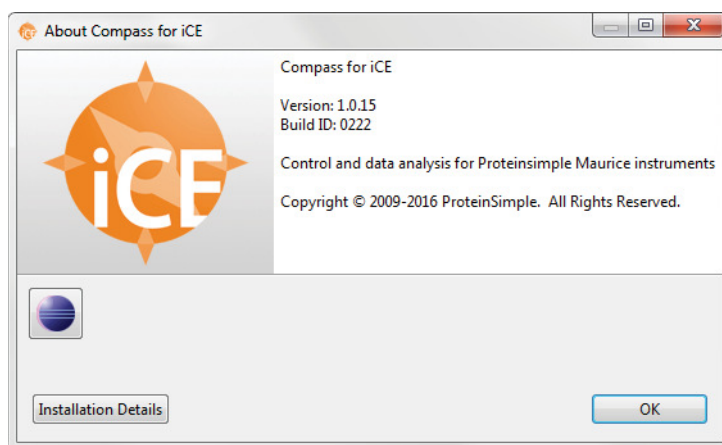 About Compass for iCE
iCE
Compass for iCE
Version: 1.0.15
Build ID: 0222
Control and data analysis for Proteinsimple Maurice instruments
Copyright © 2009-2016 ProteinSimple. All Rights Reserved.
Installation Details
OK